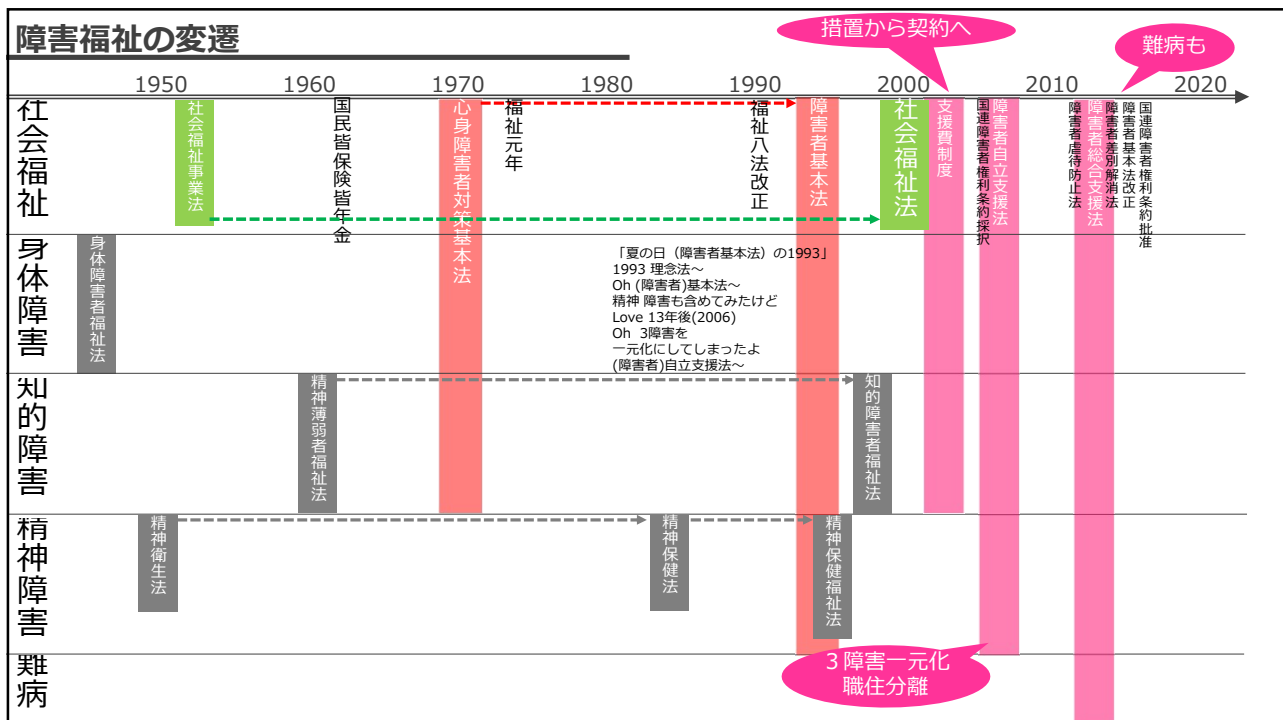 障害福祉の変遷
措置から契約へ
難病も
1950 1960 1970 1980 1990 2000 2010 2020
社会福祉
社会福祉事業法
国民皆保険皆年金
心身障害者対策基本法
福祉元年
福祉八法改正
障害者基本法
社会福祉法
支援費制度
国連障害者権利条約採択
障害者自立支援法
障害者虐待防止法
障害者総合支援法
障害者差別解消法
障害者基本法改正
国連障害者権利条約批准
身体障害
身体障害者福祉法
「夏の日（障害者基本法）の1993」
1993 理念法～
Oh (障害者)基本法～
精神 障害も含めてみたけど
Love 13年後(2006)
Oh 3障害を
一元化にしてしまったよ
(障害者)自立支援法～
知的障害
精神薄弱者福祉法
知的障害者福祉法
精神障害
精神衛生法
精神保健法
精神保健福祉法
３障害一元化
職住分離
難病